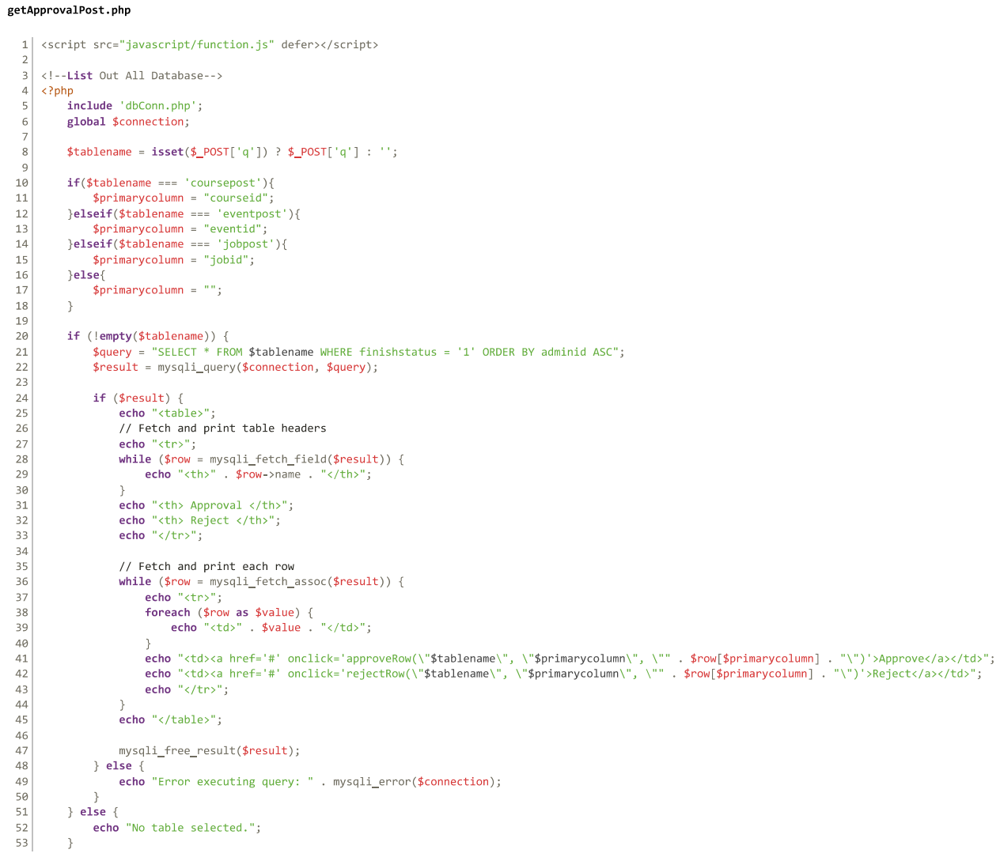 getApprovalPost.php
1 <script src="javascript/function.js" defer></script>
2
3 <!--List Out All Database-->
4 <?php
5     include 'dbConn.php';
6     global $connection;
7
8     $tablename = isset($_POST['q']) ? $_POST['q'] : '';
9
10     if($tablename === 'coursepost'){
11         $primarycolumn = "courseid";
12     }elseif($tablename === 'eventpost'){
13         $primarycolumn = "eventid";
14     }elseif($tablename === 'jobpost'){
15         $primarycolumn = "jobid";
16     }else{
17         $primarycolumn = "";
18     }
19
20     if (!empty($tablename)) {
21         $query = "SELECT * FROM $tablename WHERE finishstatus = '1' ORDER BY adminid ASC";
22         $result = mysqli_query($connection, $query);
23
24         if ($result) {
25             echo "<table>";
26             // Fetch and print table headers
27             echo "<tr>";
28             while ($row = mysqli_fetch_field($result)) {
29                 echo "<th>" . $row->name . "</th>";
30             }
31             echo "<th> Approval </th>";
32             echo "<th> Reject </th>";
33             echo "</tr>";
34
35             // Fetch and print each row
36             while ($row = mysqli_fetch_assoc($result)) {
37                 echo "<tr>";
38                 foreach ($row as $value) {
39                     echo "<td>" . $value . "</td>";
40                 }
41                 echo "<td><a href='#' onclick='approveRow(\"$tablename\", \"$primarycolumn\", \"" . $row[$primarycolumn] . "\")'>Approve</a></td>";
42                 echo "<td><a href='#' onclick='rejectRow(\"$tablename\", \"$primarycolumn\", \"" . $row[$primarycolumn] . "\")'>Reject</a></td>";
43                 echo "</tr>";
44             }
45             echo "</table>";
46
47             mysqli_free_result($result);
48         } else {
49             echo "Error executing query: " . mysqli_error($connection);
50         }
51     } else {
52         echo "No table selected.";
53     }